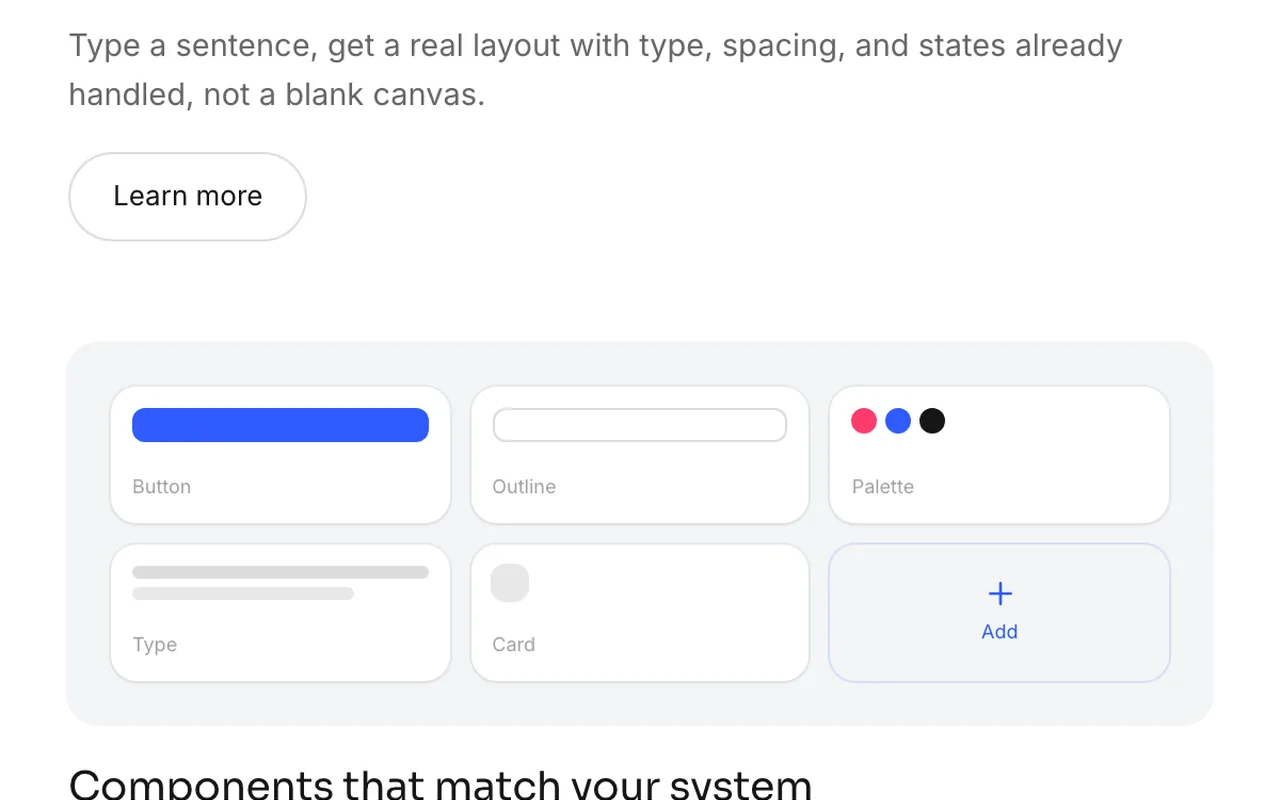 Type a sentence, get a real layout with type, spacing, and states already
handled, not a blank canvas.
Learn more
Button
Outline
Palette
Type
Card
Add
Components that match your system